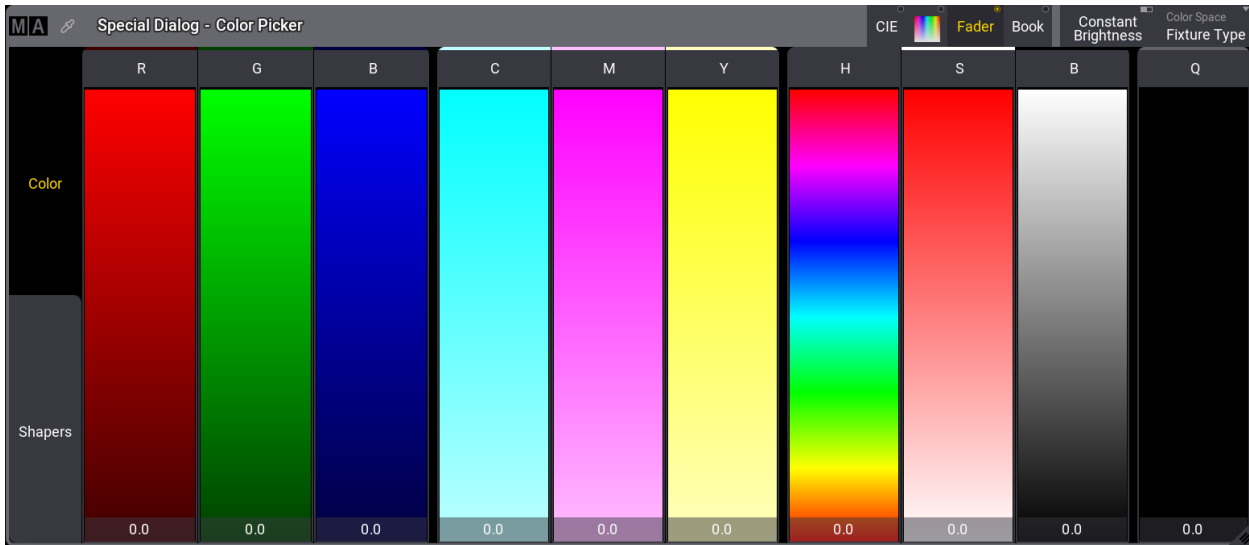 MA Special Dialog - Color Picker
CIE
Fader
Book
Constant
Brightness
Color Space
Fixture Type
R G B C M Y H S B Q
Color
Shapers
0.0 0.0 0.0 0.0 0.0 0.0 0.0 0.0 0.0 0.0